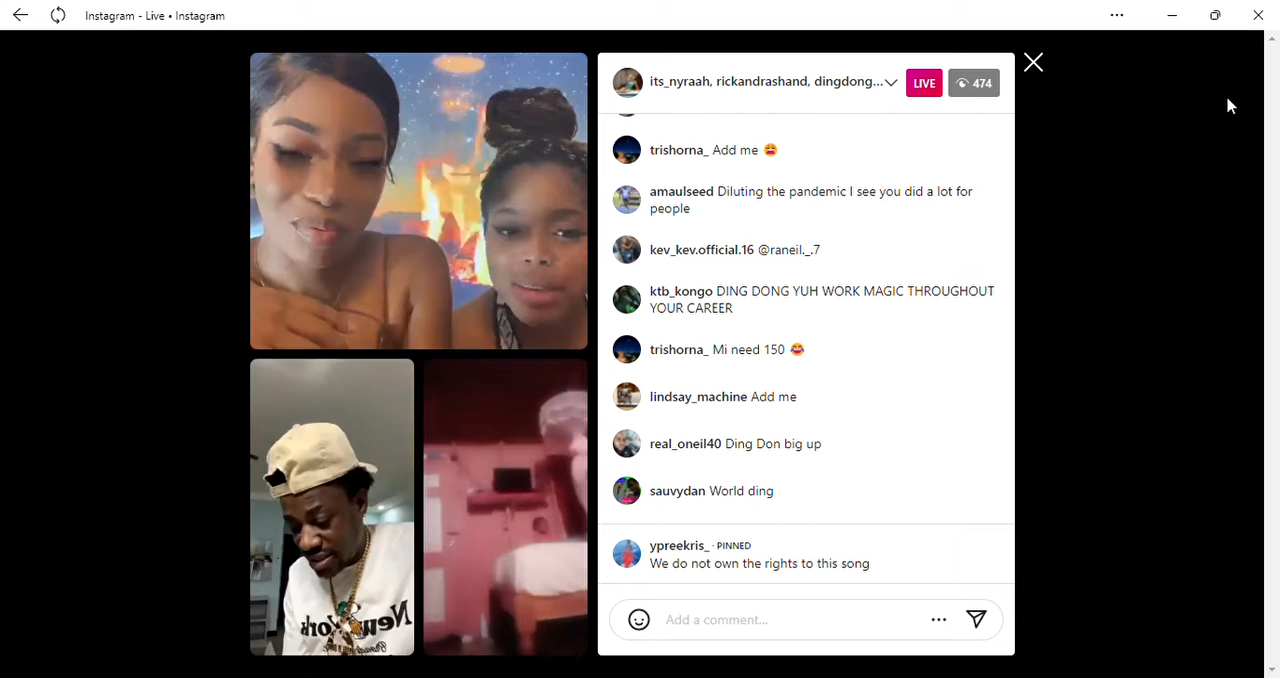 Instagram - Live • Instagram
its_nyraah, rickandrashand, dingdong...
LIVE
474
trishorna_ Add me 😩
amaulseed Diluting the pandemic I see you did a lot for
people
kev_kev.official.16 @raneil._.7
ktb_kongo DING DONG YUH WORK MAGIC THROUGHOUT
YOUR CAREER
trishorna_ Mi need 150 😂
lindsay_machine Add me
real_oneil40 Ding Don big up
sauvydan World ding
ypreekris_ · PINNED
We do not own the rights to this song
Add a comment...
New York